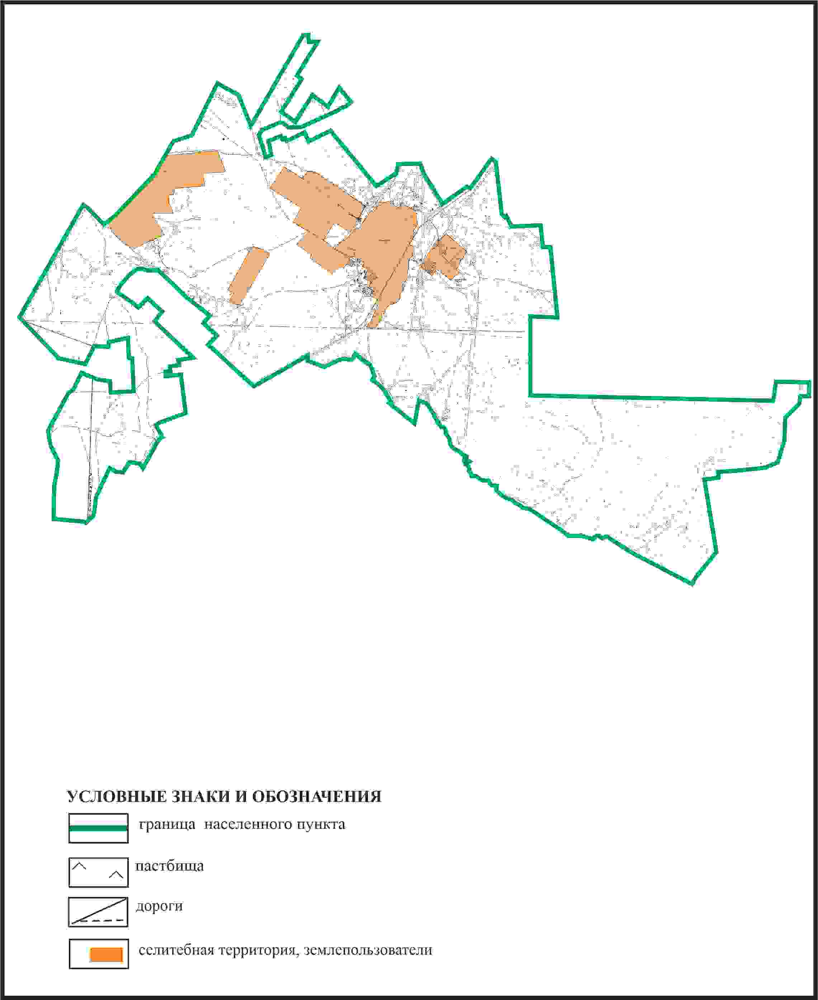 УСЛОВНЫЕ ЗНАКИ И ОБОЗНАЧЕНИЯ
граница населенного пункта
пастбища
дороги
селитебная территория, землепользователи